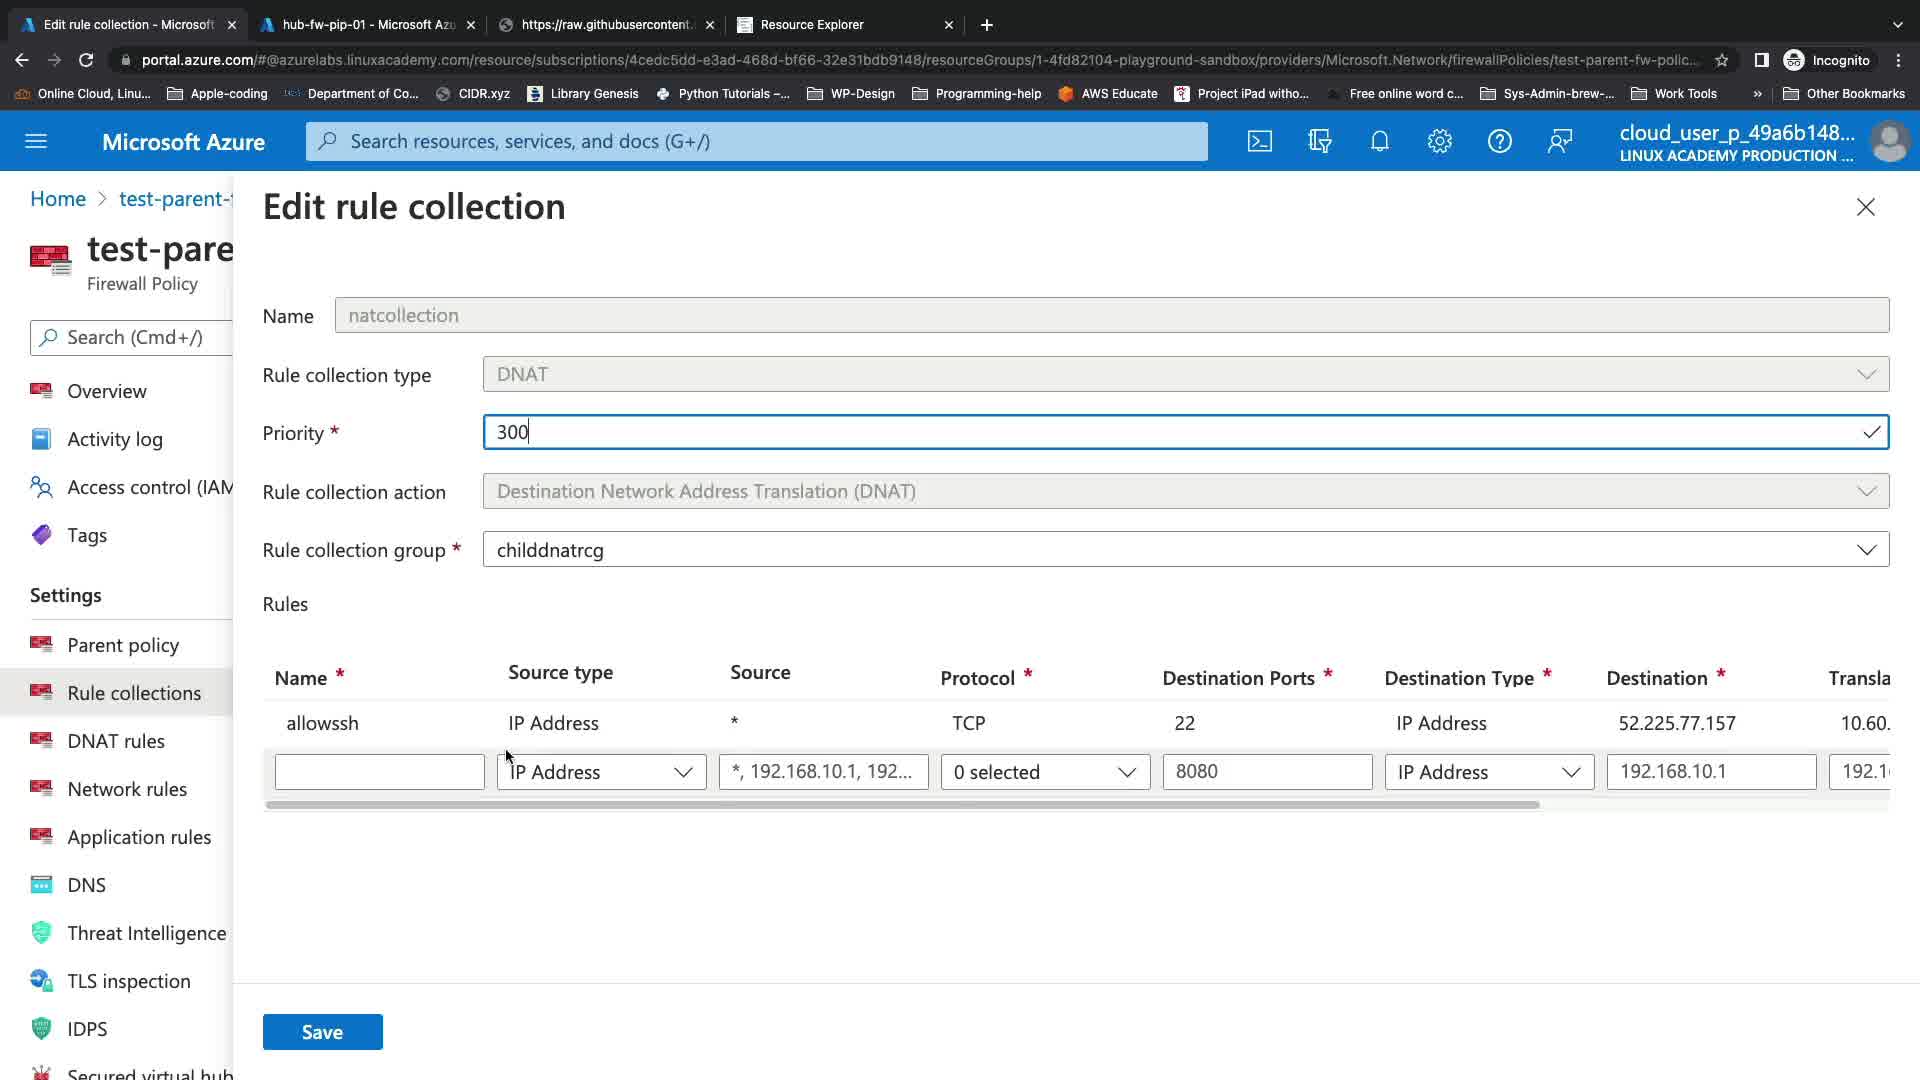 Edit rule collection - Microsoft
hub-fw-pip-01 - Microsoft Azu
https://raw.githubusercontent.
Resource Explorer
portal.azure.com/#@azurelabs.linuxacademy.com/resource/subscriptions/4cedc5dd-e3ad-468d-bf66-32e31bdb9148/resourceGroups/1-4fd82104-playground-sandbox/providers/Microsoft.Network/firewallPolicies/test-parent-fw-polic...
Incognito
Online Cloud, Linu...
Apple-coding
Department of Co...
CIDR.xyz
Library Genesis
Python Tutorials –...
WP-Design
Programming-help
AWS Educate
Project iPad witho...
Free online word c...
Sys-Admin-brew-...
Work Tools
»
Other Bookmarks
Microsoft Azure
Search resources, services, and docs (G+/)
cloud_user_p_49a6b148...
LINUX ACADEMY PRODUCTION ...
Home > test-parent-f
test-pare
Firewall Policy
Search (Cmd+/)
Overview
Activity log
Access control (IAM
Tags
Settings
Parent policy
Rule collections
DNAT rules
Network rules
Application rules
DNS
Threat Intelligence
TLS inspection
IDPS
Secured virtual hub
Edit rule collection
Name
natcollection
Rule collection type
DNAT
Priority *
300
Rule collection action
Destination Network Address Translation (DNAT)
Rule collection group *
childdnatrcg
Rules
Name * Source type Source Protocol * Destination Ports * Destination Type * Destination * Transla
allowssh IP Address * TCP 22 IP Address 52.225.77.157 10.60.
IP Address *, 192.168.10.1, 192... 0 selected 8080 IP Address 192.168.10.1 192.1
Save